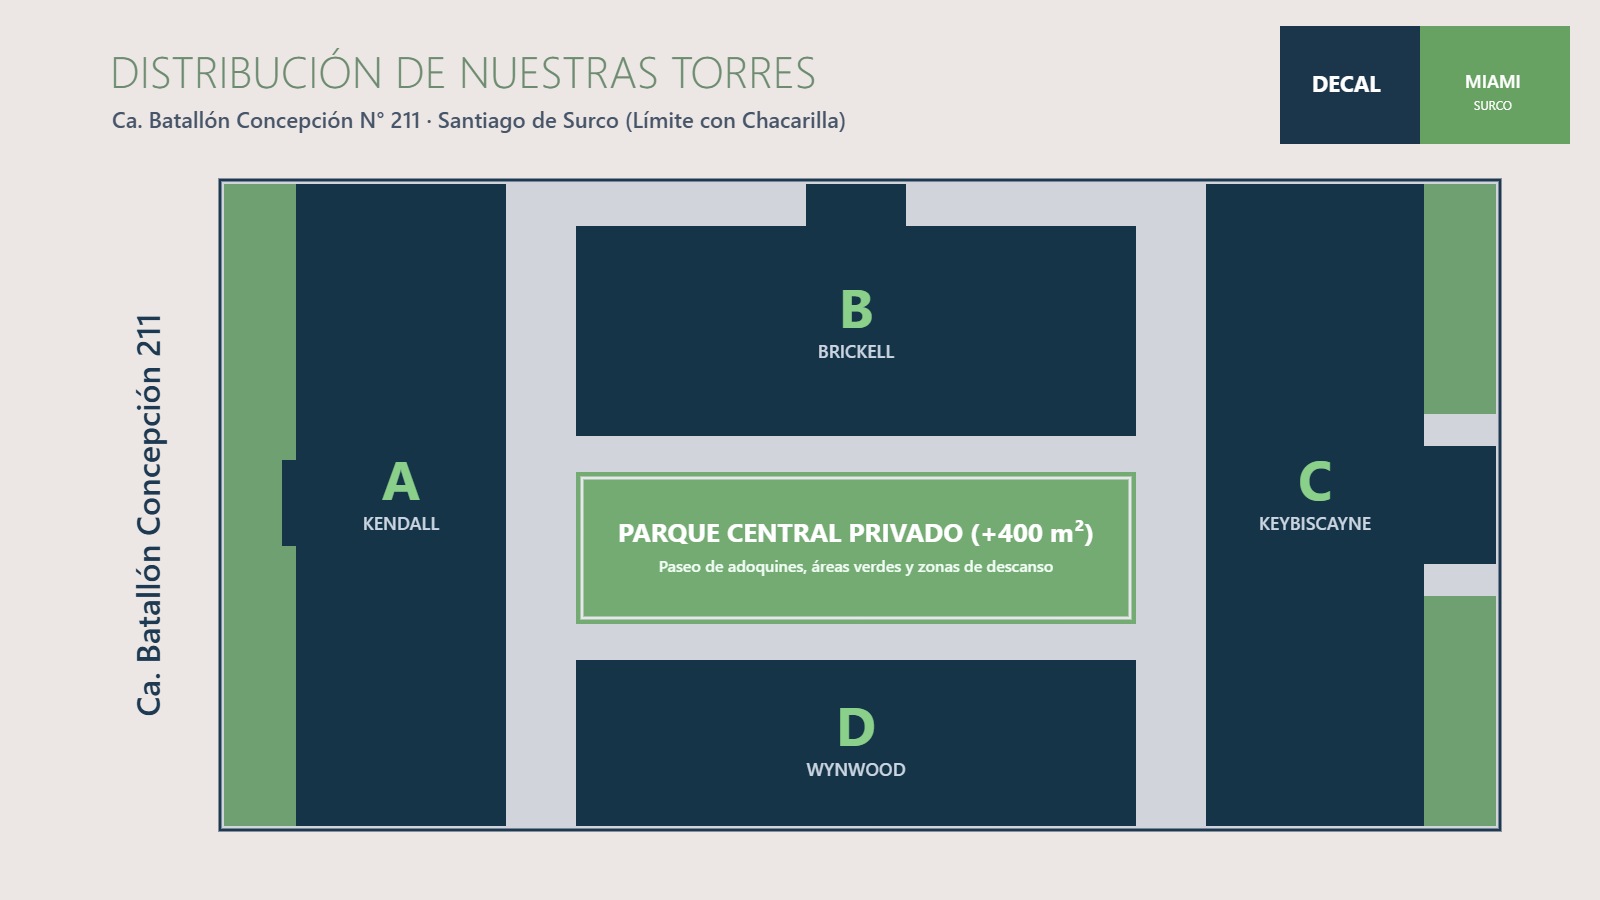 DISTRIBUCIÓN DE NUESTRAS TORRES
Ca. Batallón Concepción N° 211 · Santiago de Surco (Límite con Chacarilla)
DECAL
MIAMI
SURCO
Ca. Batallón Concepción 211
B
BRICKELL
A
KENDALL
C
KEYBISCAYNE
PARQUE CENTRAL PRIVADO (+400 m²)
Paseo de adoquines, áreas verdes y zonas de descanso
D
WYNWOOD